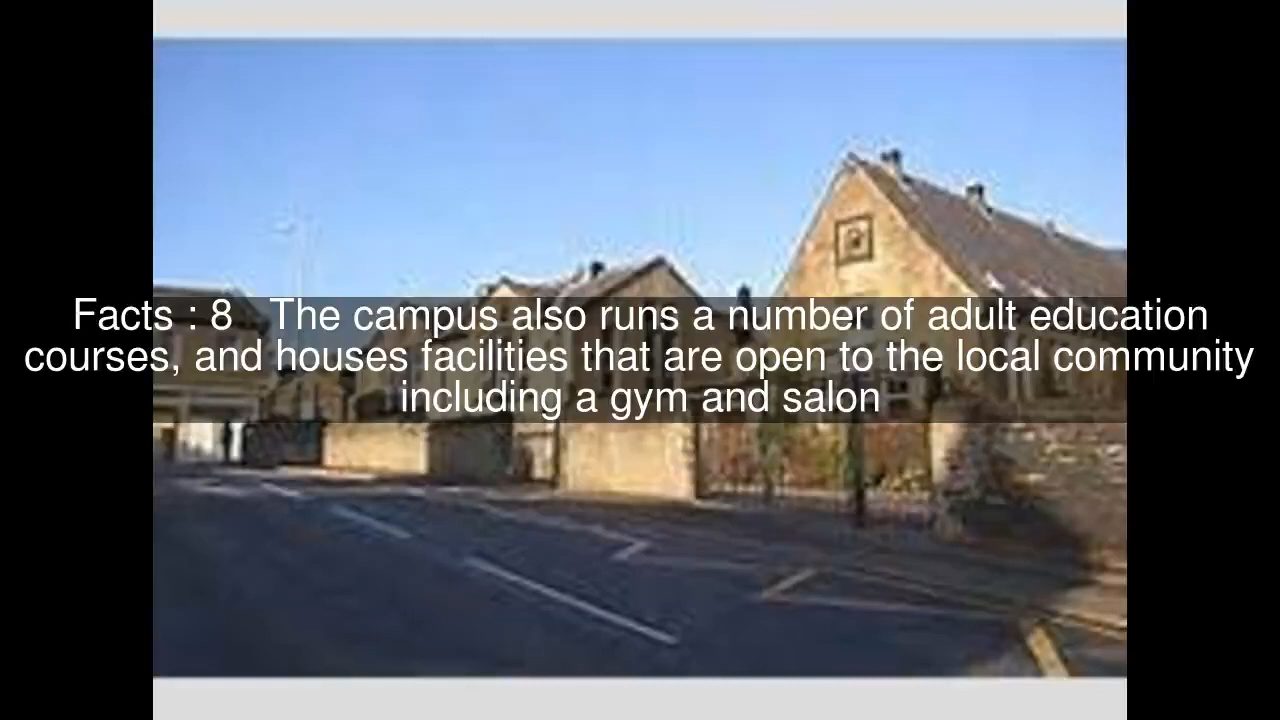 Facts : 8   The campus also runs a number of adult education
courses, and houses facilities that are open to the local community
including a gym and salon